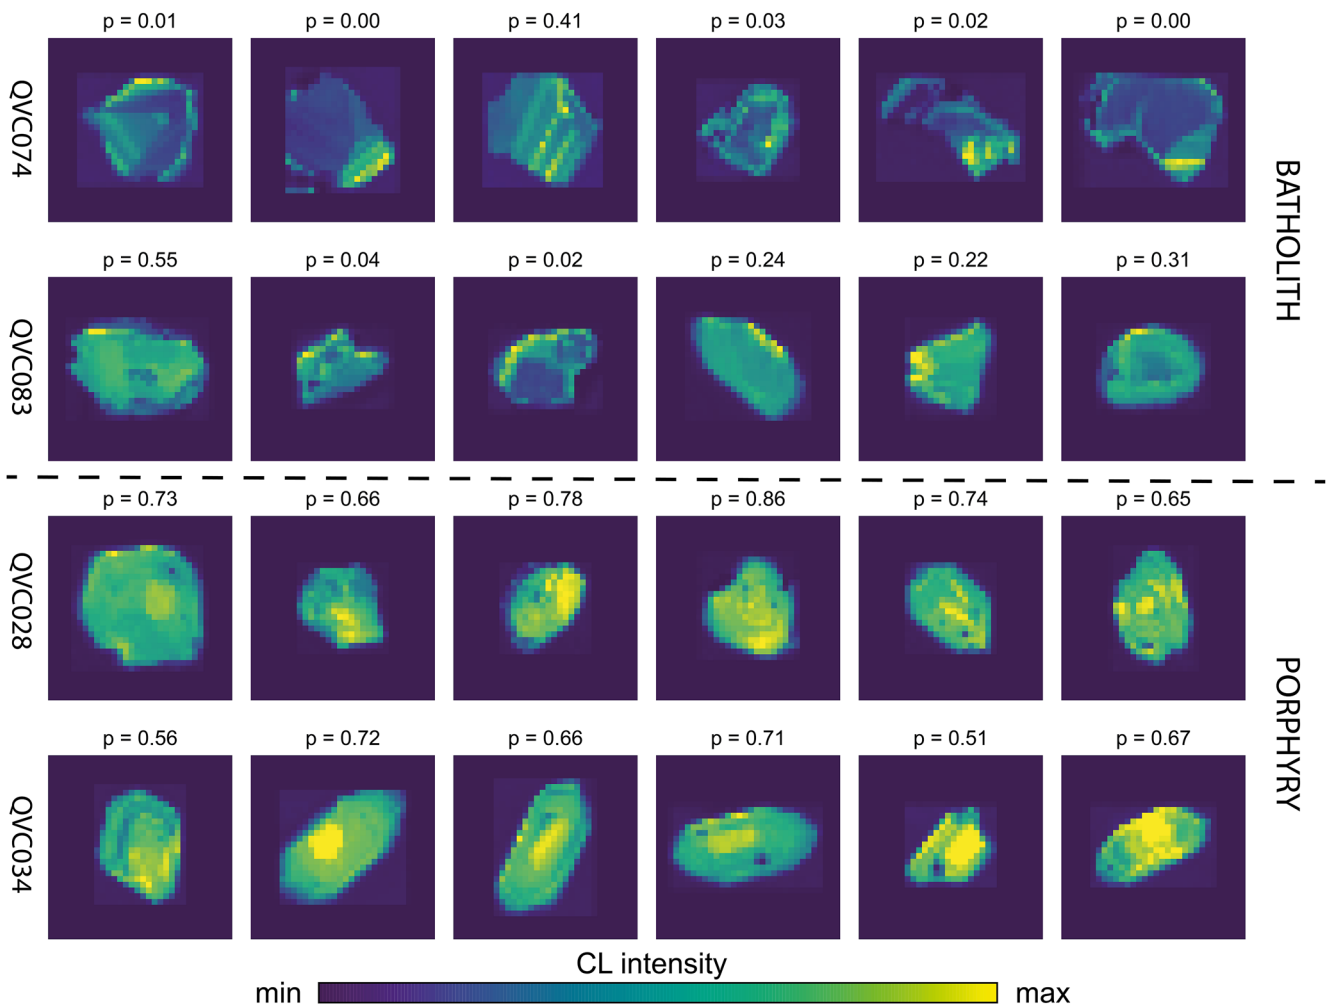 p = 0.01 p = 0.00 p = 0.41 p = 0.03 p = 0.02 p = 0.00
QVC074
BATHOLITH
p = 0.55 p = 0.04 p = 0.02 p = 0.24 p = 0.22 p = 0.31
QVC083
p = 0.73 p = 0.66 p = 0.78 p = 0.86 p = 0.74 p = 0.65
QVC028
PORPHYRY
p = 0.56 p = 0.72 p = 0.66 p = 0.71 p = 0.51 p = 0.67
QVC034
CL intensity
min max